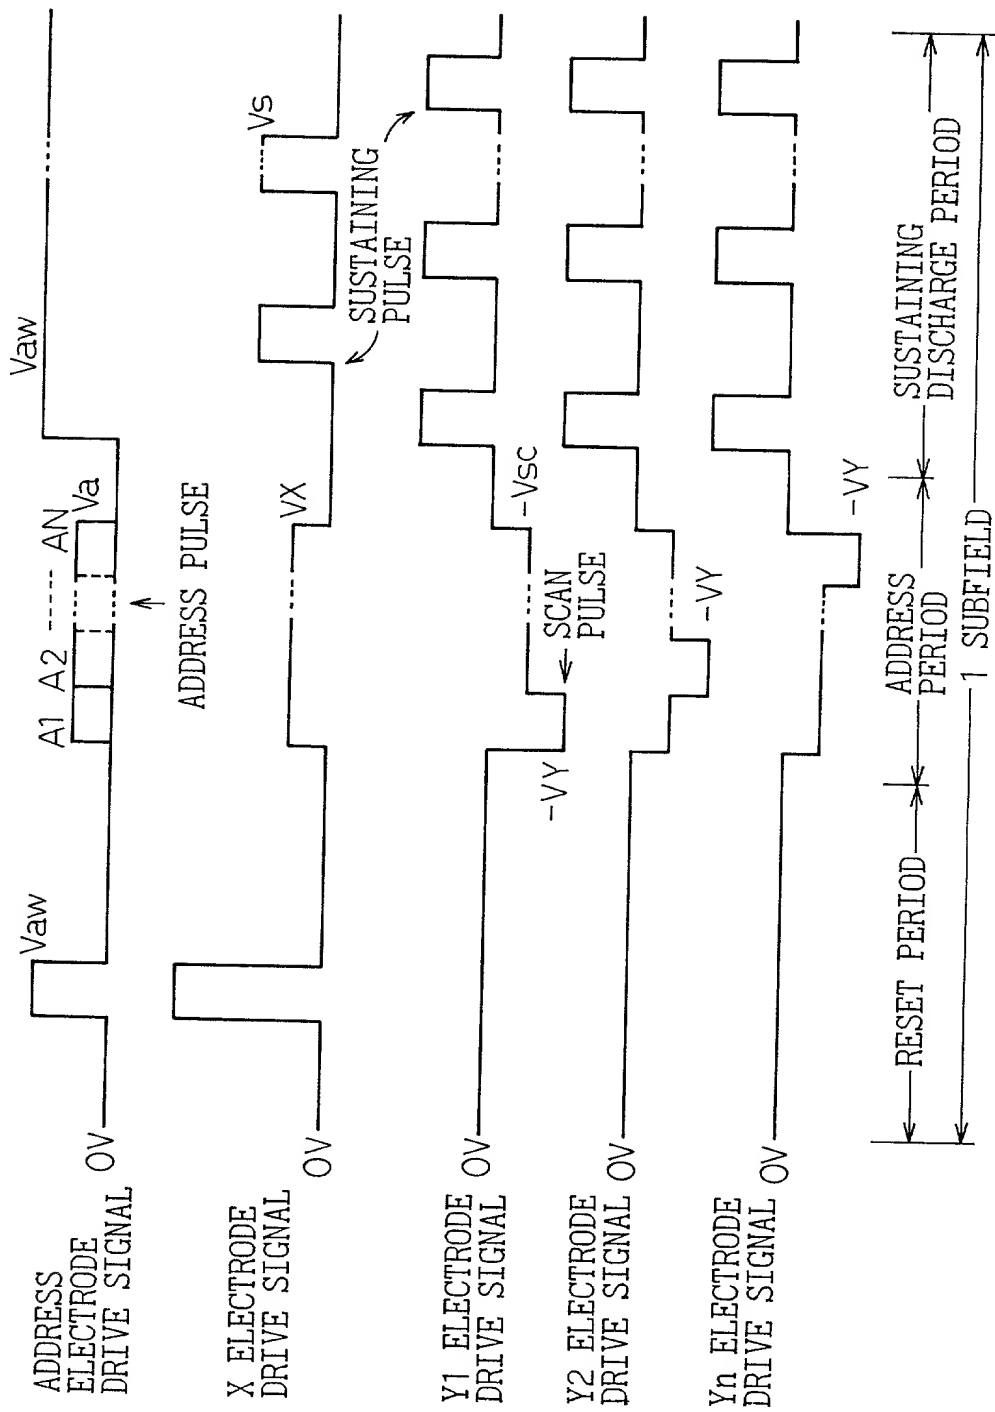 ADDRESS
ELECTRODE
DRIVE SIGNAL
0V
Vaw
A1 A2 ---- AN
Va
Vaw
ADDRESS PULSE
X ELECTRODE
DRIVE SIGNAL
0V
VX
Vs
SUSTAINING
PULSE
Y1 ELECTRODE
DRIVE SIGNAL
0V
-VY
SCAN
PULSE
-Vsc
Y2 ELECTRODE
DRIVE SIGNAL
0V
-VY
Yn ELECTRODE
DRIVE SIGNAL
0V
-VY
RESET PERIOD
ADDRESS
PERIOD
SUSTAINING
DISCHARGE PERIOD
1 SUBFIELD